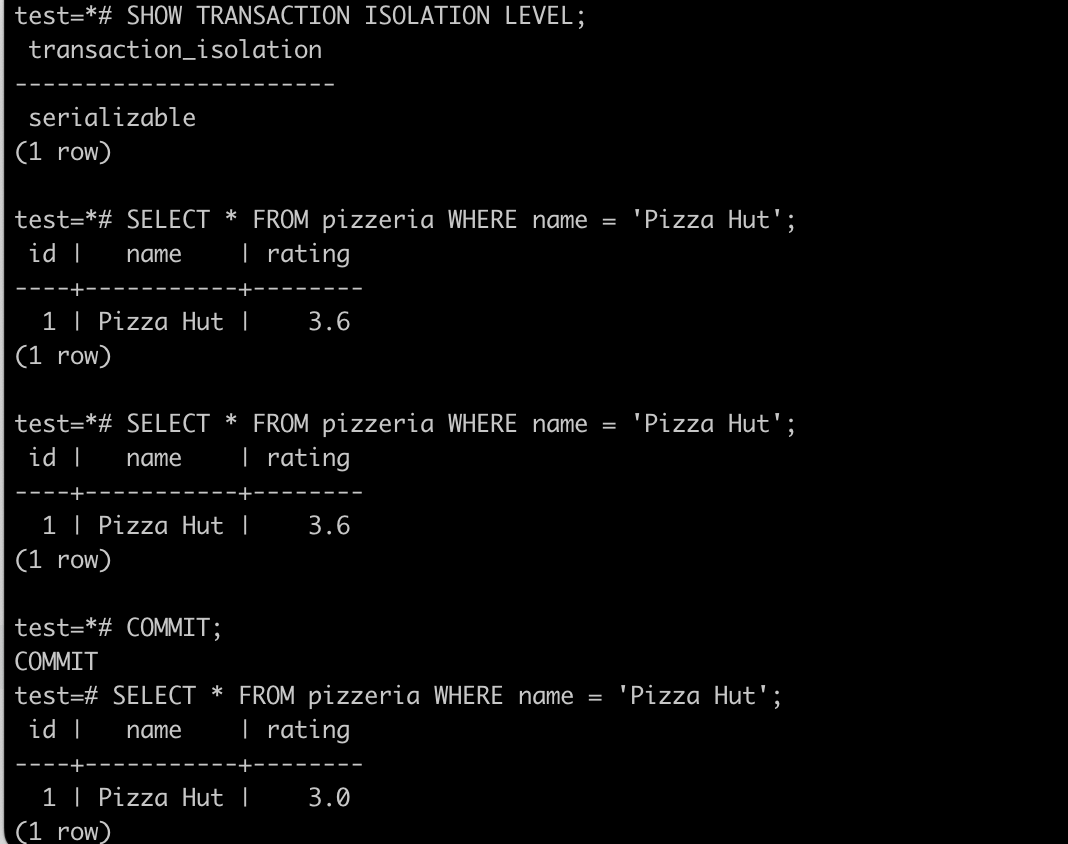 test=*# SHOW TRANSACTION ISOLATION LEVEL;
 transaction_isolation
-----------------------
 serializable
(1 row)

test=*# SELECT * FROM pizzeria WHERE name = 'Pizza Hut';
 id |   name    | rating
----+-----------+--------
  1 | Pizza Hut |    3.6
(1 row)

test=*# SELECT * FROM pizzeria WHERE name = 'Pizza Hut';
 id |   name    | rating
----+-----------+--------
  1 | Pizza Hut |    3.6
(1 row)

test=*# COMMIT;
COMMIT
test=# SELECT * FROM pizzeria WHERE name = 'Pizza Hut';
 id |   name    | rating
----+-----------+--------
  1 | Pizza Hut |    3.0
(1 row)